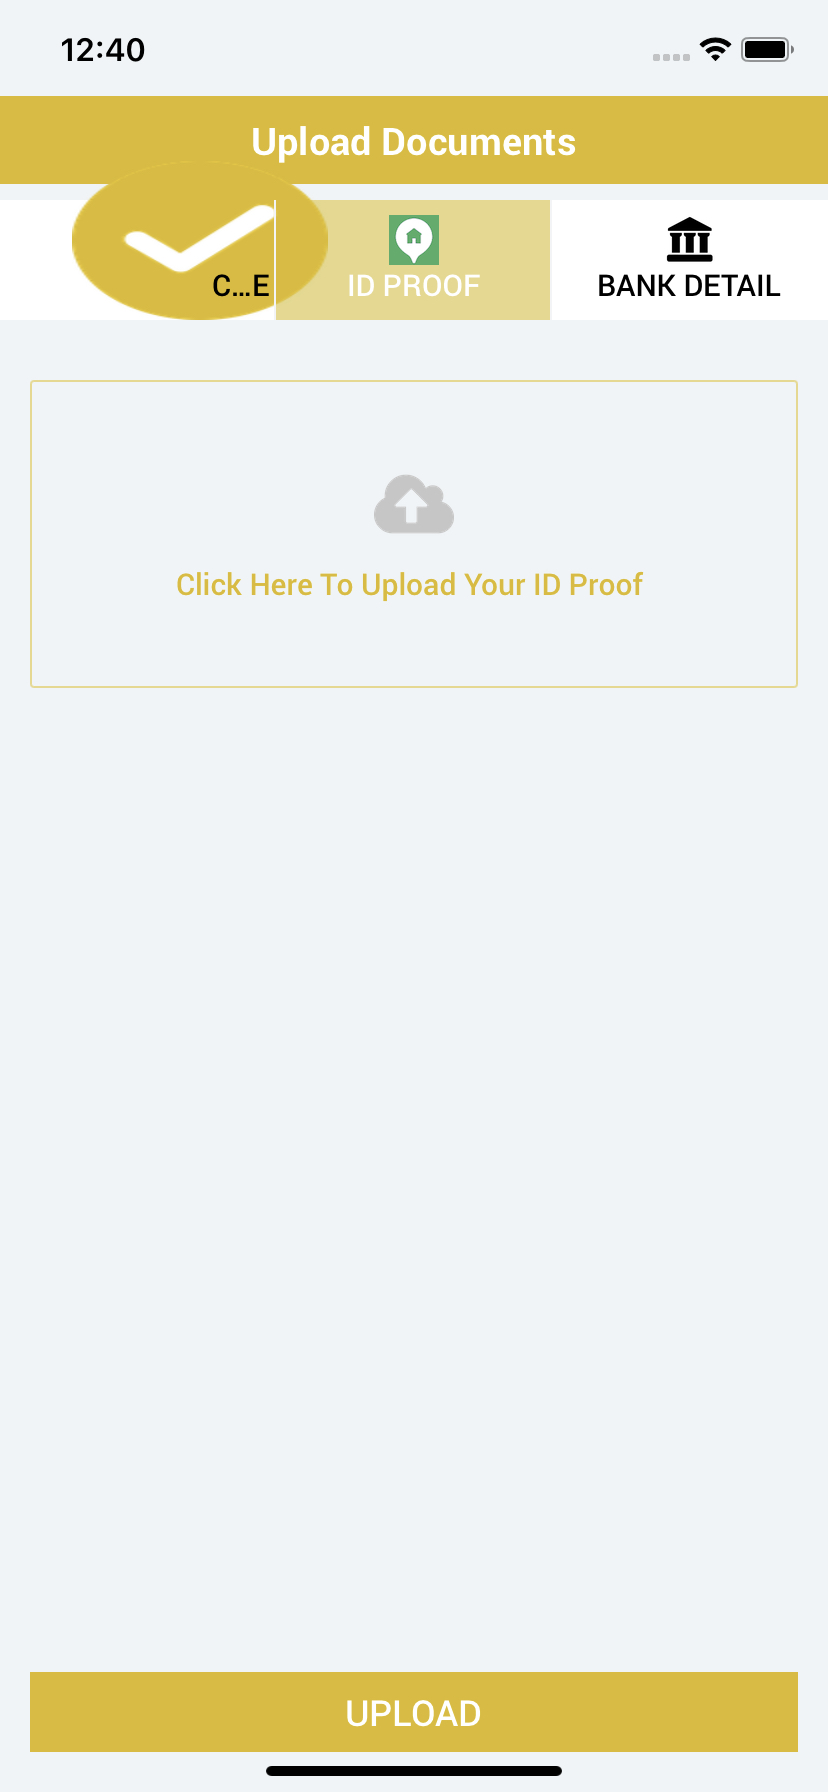 12:40
Upload Documents
C...E
ID PROOF
BANK DETAIL
Click Here To Upload Your ID Proof
UPLOAD